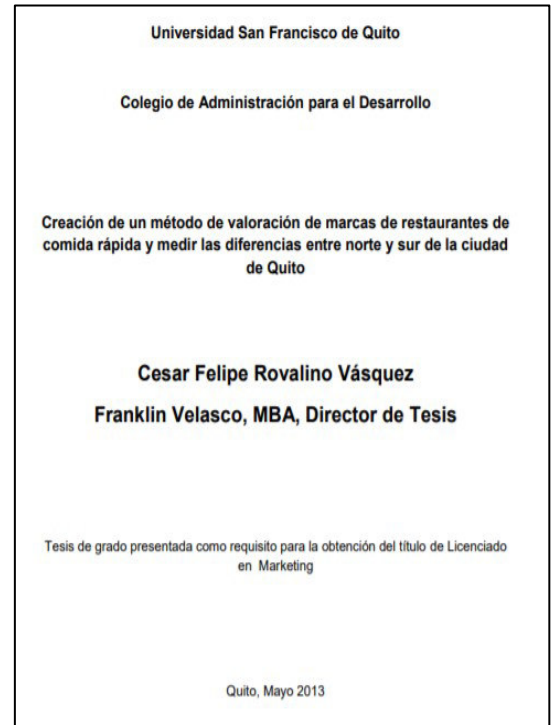 Universidad San Francisco de Quito
Colegio de Administración para el Desarrollo
Creación de un método de valoración de marcas de restaurantes de
comida rápida y medir las diferencias entre norte y sur de la ciudad
de Quito
Cesar Felipe Rovalino Vásquez
Franklin Velasco, MBA, Director de Tesis
Tesis de grado presentada como requisito para la obtención del título de Licenciado
en Marketing
Quito, Mayo 2013